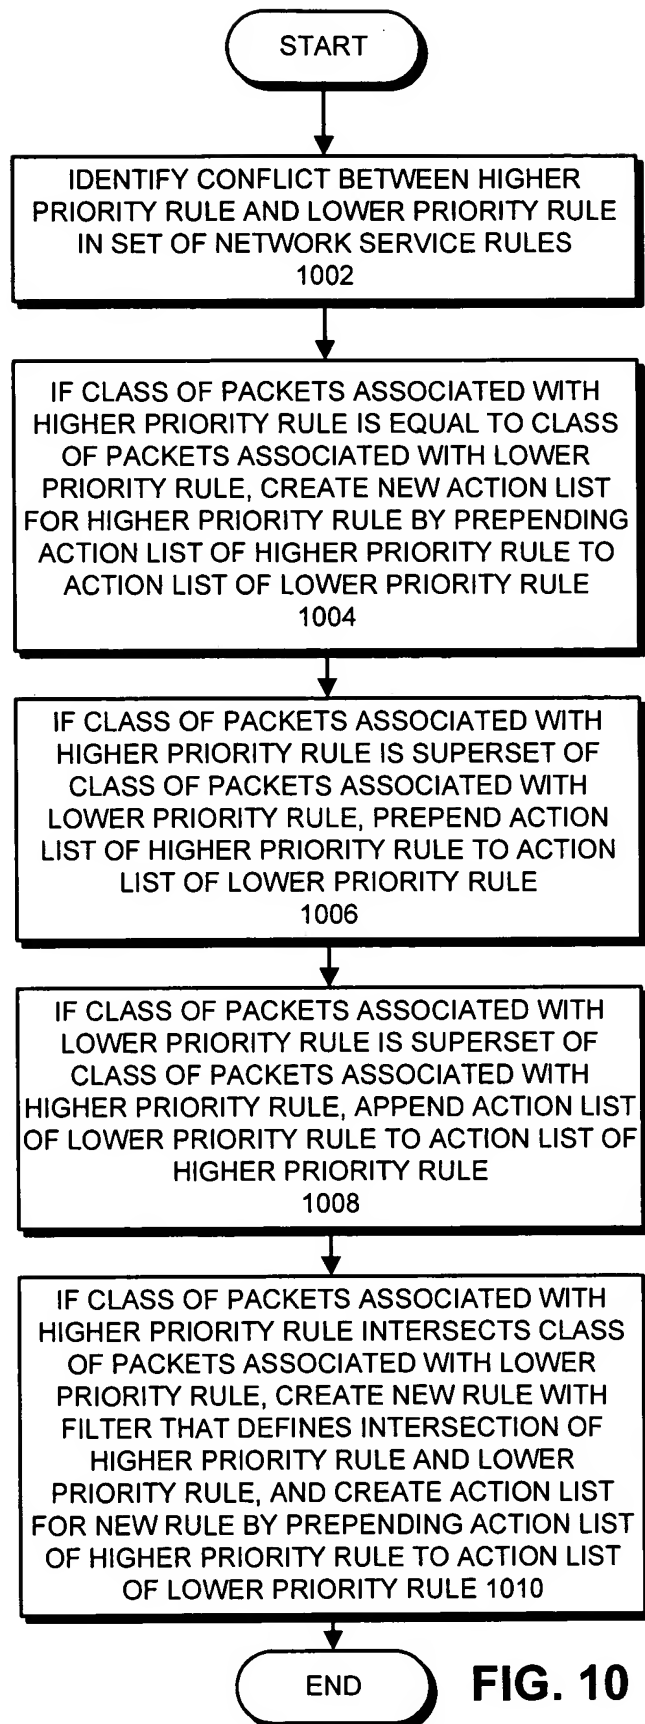 START
IDENTIFY CONFLICT BETWEEN HIGHER
PRIORITY RULE AND LOWER PRIORITY RULE
IN SET OF NETWORK SERVICE RULES
1002
IF CLASS OF PACKETS ASSOCIATED WITH
HIGHER PRIORITY RULE IS EQUAL TO CLASS
OF PACKETS ASSOCIATED WITH LOWER
PRIORITY RULE, CREATE NEW ACTION LIST
FOR HIGHER PRIORITY RULE BY PREPENDING
ACTION LIST OF HIGHER PRIORITY RULE TO
ACTION LIST OF LOWER PRIORITY RULE
1004
IF CLASS OF PACKETS ASSOCIATED WITH
HIGHER PRIORITY RULE IS SUPERSET OF
CLASS OF PACKETS ASSOCIATED WITH
LOWER PRIORITY RULE, PREPEND ACTION
LIST OF HIGHER PRIORITY RULE TO ACTION
LIST OF LOWER PRIORITY RULE
1006
IF CLASS OF PACKETS ASSOCIATED WITH
LOWER PRIORITY RULE IS SUPERSET OF
CLASS OF PACKETS ASSOCIATED WITH
HIGHER PRIORITY RULE, APPEND ACTION LIST
OF LOWER PRIORITY RULE TO ACTION LIST OF
HIGHER PRIORITY RULE
1008
IF CLASS OF PACKETS ASSOCIATED WITH
HIGHER PRIORITY RULE INTERSECTS CLASS
OF PACKETS ASSOCIATED WITH LOWER
PRIORITY RULE, CREATE NEW RULE WITH
FILTER THAT DEFINES INTERSECTION OF
HIGHER PRIORITY RULE AND LOWER
PRIORITY RULE, AND CREATE ACTION LIST
FOR NEW RULE BY PREPENDING ACTION LIST
OF HIGHER PRIORITY RULE TO ACTION LIST
OF LOWER PRIORITY RULE 1010
END
FIG. 10